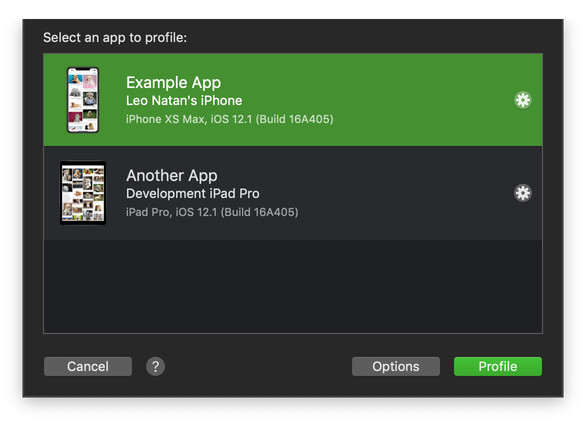 Select an app to profile:
Example App
Leo Natan's iPhone
iPhone XS Max, iOS 12.1 (Build 16A405)
Another App
Development iPad Pro
iPad Pro, iOS 12.1 (Build 16A405)
Cancel
?
Options
Profile